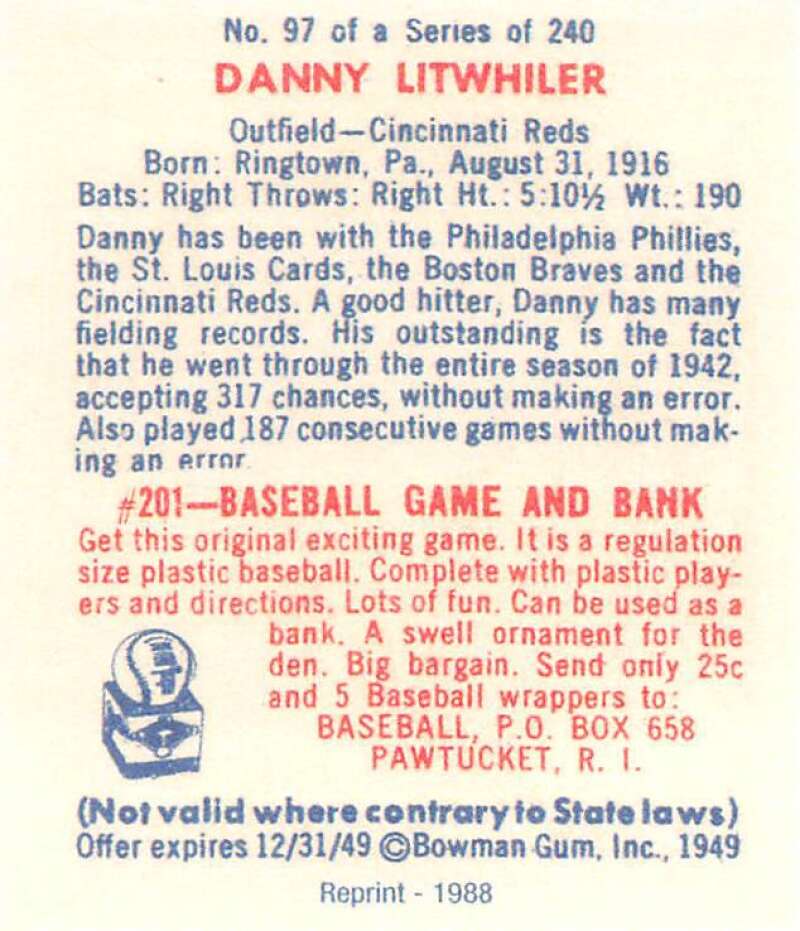 No. 97 of a Series of 240
DANNY LITWHILER
Outfield—Cincinnati Reds
Born: Ringtown, Pa., August 31, 1916
Bats: Right Throws: Right Ht.: 5:10½ Wt.: 190
Danny has been with the Philadelphia Phillies,
the St. Louis Cards, the Boston Braves and the
Cincinnati Reds. A good hitter, Danny has many
fielding records. His outstanding is the fact
that he went through the entire season of 1942,
accepting 317 chances, without making an error.
Also played 187 consecutive games without mak-
ing an error.
#201—BASEBALL GAME AND BANK
Get this original exciting game. It is a regulation
size plastic baseball. Complete with plastic play-
ers and directions. Lots of fun. Can be used as a
bank. A swell ornament for the
den. Big bargain. Send only 25c
and 5 Baseball wrappers to:
BASEBALL, P.O. BOX 658
PAWTUCKET, R. I.
(Not valid where contrary to State laws)
Offer expires 12/31/49 ©Bowman Gum, Inc., 1949
Reprint - 1988